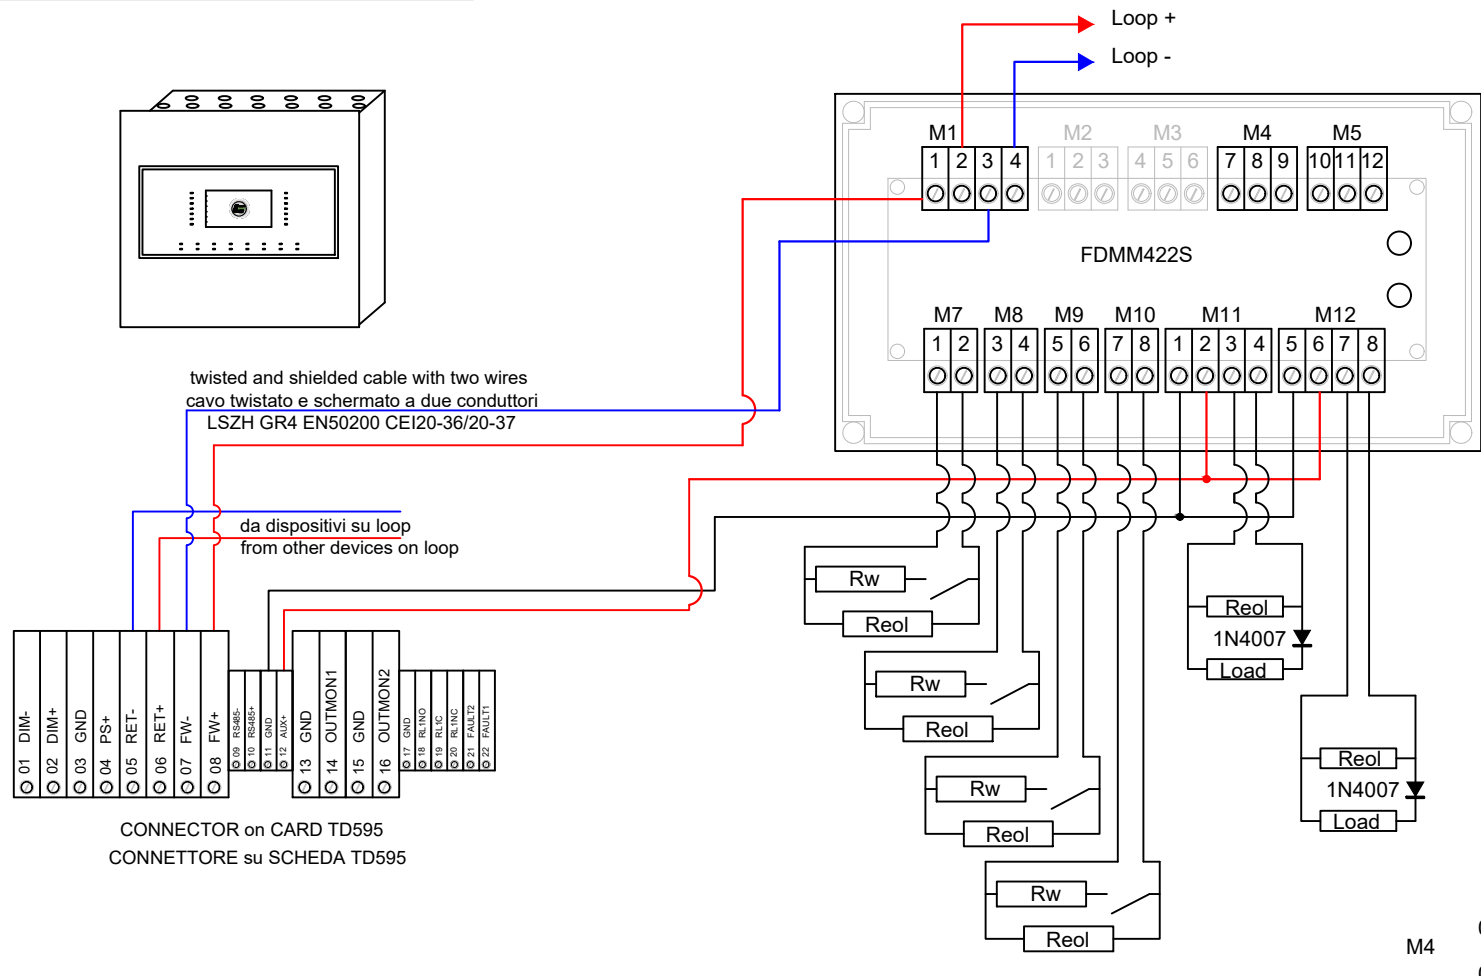 Loop +
Loop -
M1 M2 M3 M4 M5
1 2 3 4 1 2 3 4 5 6 7 8 9 10 11 12
FDMM422S
M7 M8 M9 M10 M11 M12
1 2 3 4 5 6 7 8 1 2 3 4 5 6 7 8
twisted and shielded cable with two wires
cavo twistato e schermato a due conduttori
LSZH GR4 EN50200 CEI20-36/20-37
da dispositivi su loop
from other devices on loop
Rw
Reol
Rw
Reol
Rw
Reol
Rw
Reol
Reol
1N4007
Load
Reol
1N4007
Load
01 DIM-
02 DIM+
03 GND
04 PS+
05 RET-
06 RET+
07 FW-
08 FW+
09 RS485-
10 RS485+
11 GND
12 AUX+
13 GND
14 OUTMON1
15 GND
16 OUTMON2
17 GND
18 RL1NO
19 RL1C
20 RL1NC
21 FAULT2
22 FAULT1
CONNECTOR on CARD TD595
CONNETTORE su SCHEDA TD595
M4